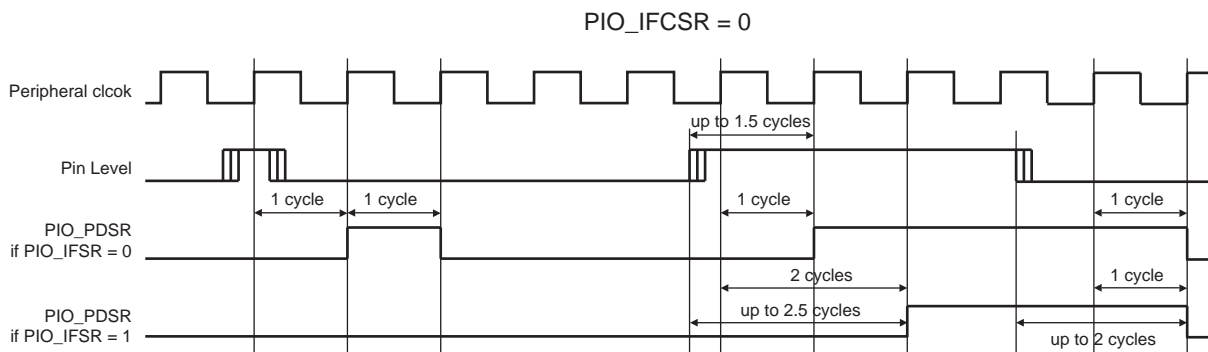 PIO_IFCSR = 0
Peripheral clcok
up to 1.5 cycles
Pin Level
1 cycle
1 cycle
1 cycle
1 cycle
PIO_PDSR
if PIO_IFSR = 0
2 cycles
1 cycle
PIO_PDSR
if PIO_IFSR = 1
up to 2.5 cycles
up to 2 cycles